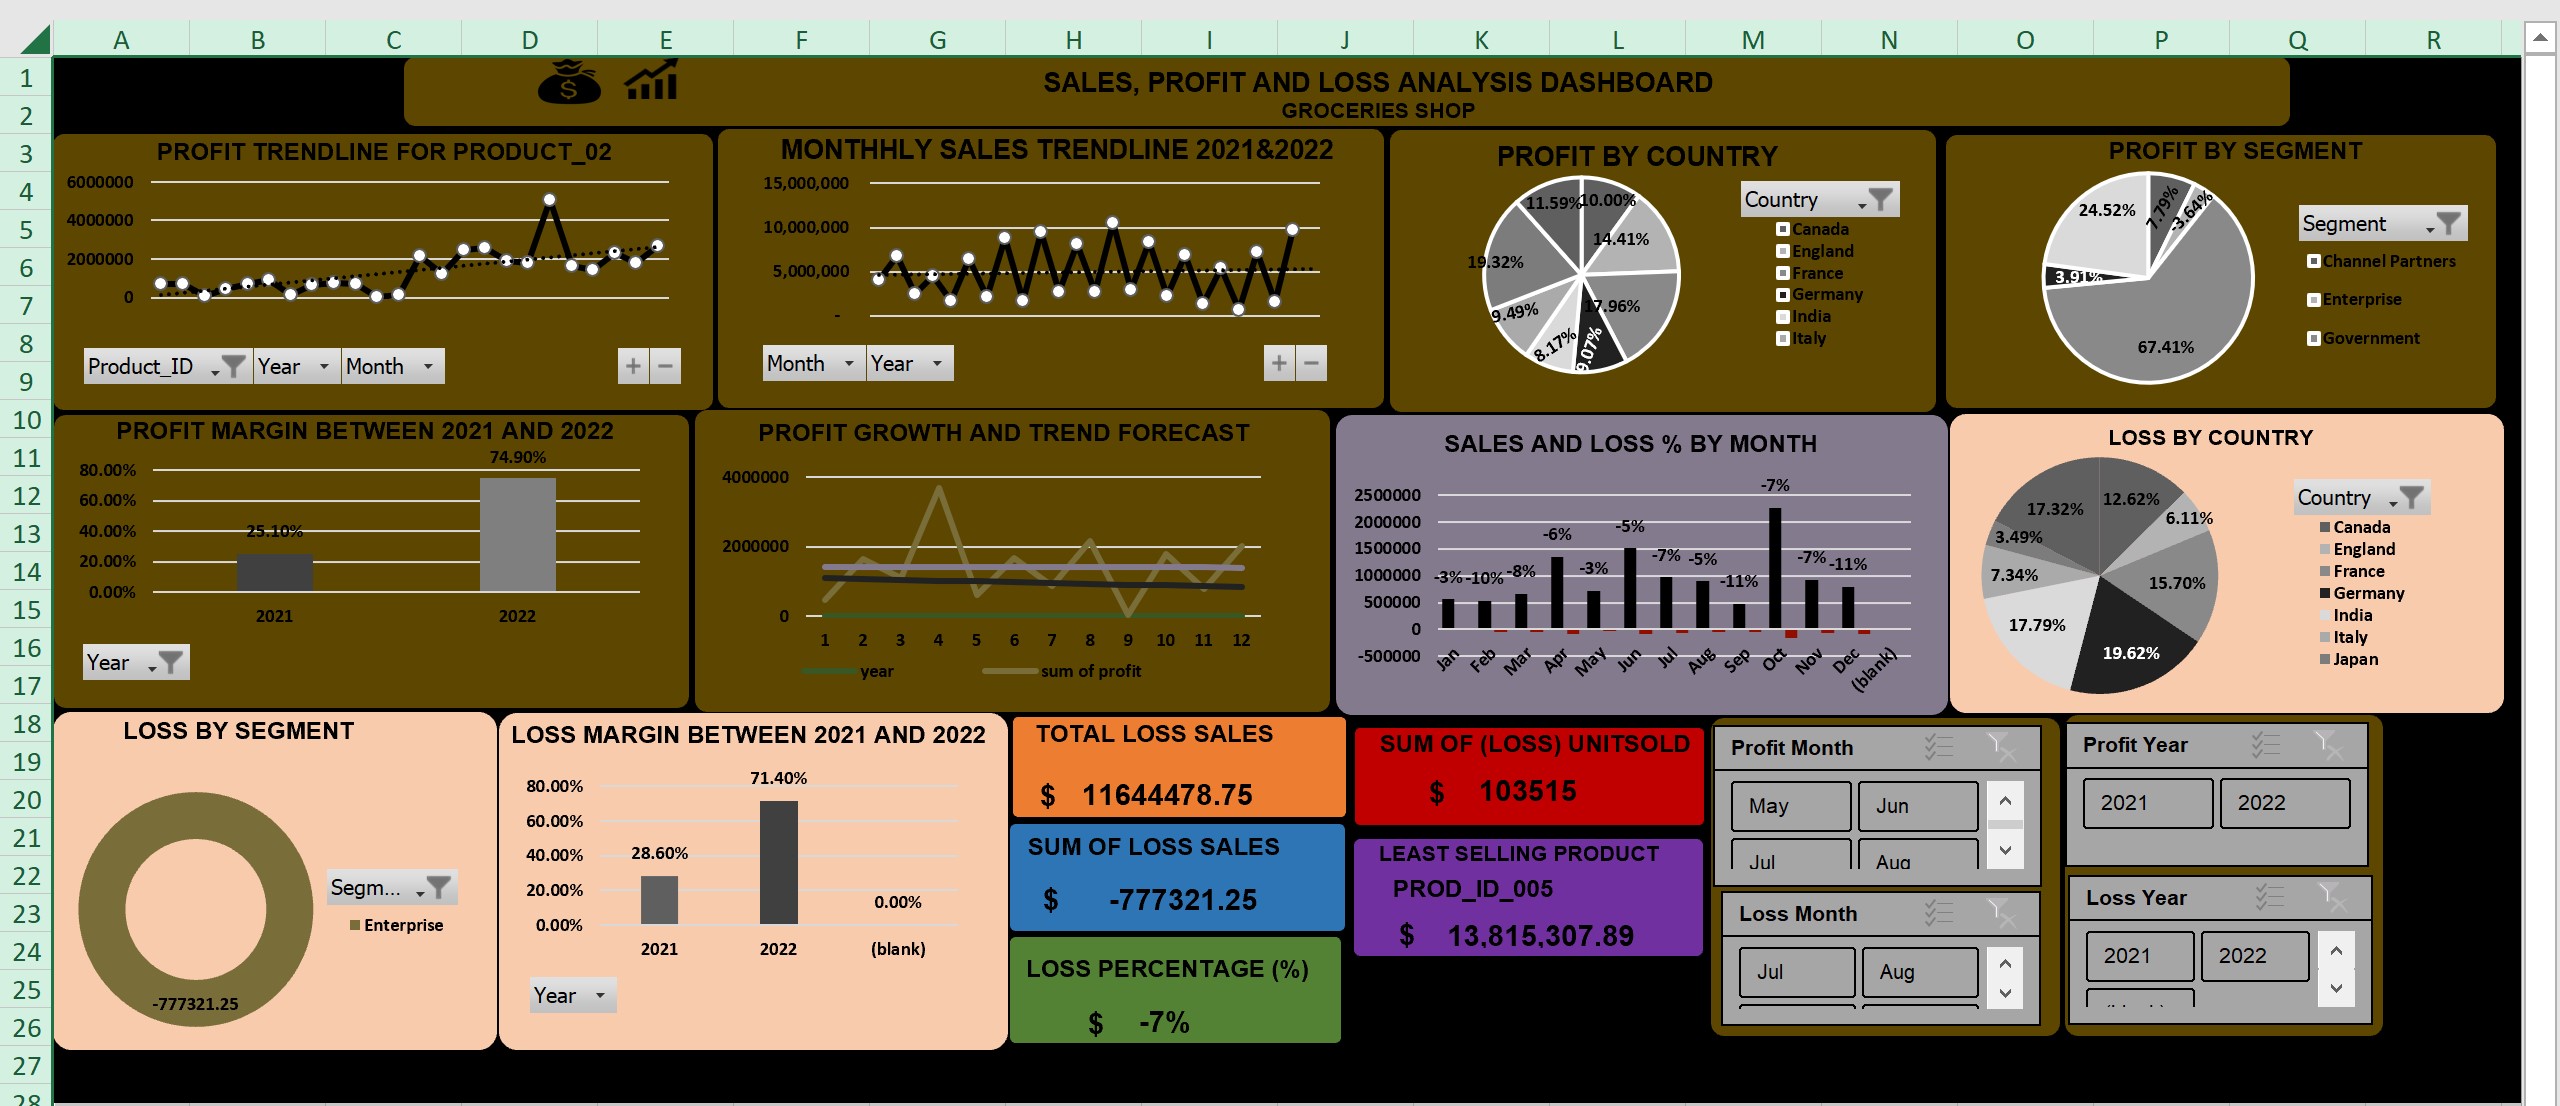 A B C D E F G H I J K L M N O P Q R
1
2
3
4
5
6
7
8
9
10
11
12
13
14
15
16
17
18
19
20
21
22
23
24
25
26
27
28
SALES, PROFIT AND LOSS ANALYSIS DASHBOARD
GROCERIES SHOP
PROFIT TRENDLINE FOR PRODUCT_02
6000000
4000000
2000000
0
Product_ID Year Month + −
MONTHHLY SALES TRENDLINE 2021&2022
15,000,000
10,000,000
5,000,000
-
Month Year + −
PROFIT BY COUNTRY
11.59% 10.00%
14.41%
19.32%
17.96%
9.49%
8.17%
9.07%
Country
Canada
England
France
Germany
India
Italy
PROFIT BY SEGMENT
24.52%
7.79%
-3.64%
3.91%
67.41%
Segment
Channel Partners
Enterprise
Government
PROFIT MARGIN BETWEEN 2021 AND 2022
74.90%
80.00%
60.00%
40.00%
25.10%
20.00%
0.00%
2021 2022
Year
PROFIT GROWTH AND TREND FORECAST
4000000
2000000
0
1 2 3 4 5 6 7 8 9 10 11 12
year sum of profit
SALES AND LOSS % BY MONTH
2500000
2000000
1500000
1000000
500000
0
-500000
-3% -10% -8% -6% -3% -5% -7% -5% -11% -7% -7% -11%
Jan Feb Mar Apr May Jun Jul Aug Sep Oct Nov Dec (blank)
LOSS BY COUNTRY
17.32% 12.62%
6.11%
3.49%
7.34%
15.70%
17.79%
19.62%
Country
Canada
England
France
Germany
India
Italy
Japan
LOSS BY SEGMENT
Segm...
Enterprise
-777321.25
LOSS MARGIN BETWEEN 2021 AND 2022
80.00%
60.00%
40.00%
20.00%
0.00%
28.60%
71.40%
0.00%
2021 2022 (blank)
Year
TOTAL LOSS SALES
$ 11644478.75
SUM OF LOSS SALES
$ -777321.25
LOSS PERCENTAGE (%)
$ -7%
SUM OF (LOSS) UNITSOLD
$ 103515
LEAST SELLING PRODUCT
PROD_ID_005
$ 13,815,307.89
Profit Month
May Jun
Jul Aug
Loss Month
Jul Aug
Profit Year
2021 2022
Loss Year
2021 2022